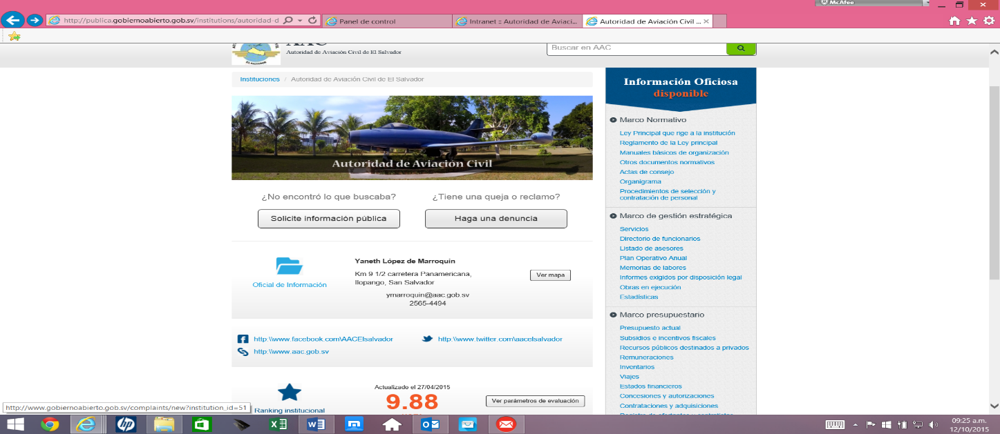 McAfee
http://publica.gobiernoabierto.gob.sv/institutions/autoridad-d
Panel de control
Intranet :: Autoridad de Aviaci...
Autoridad de Aviación Civil ...
AAC
Autoridad de Aviación Civil de El Salvador
EL SALVADOR
Buscar en AAC
Instituciones / Autoridad de Aviación Civil de El Salvador
Autoridad de Aviación Civil
¿No encontró lo que buscaba?
Solicite información pública
¿Tiene una queja o reclamo?
Haga una denuncia
Oficial de Información
Yaneth López de Marroquín
Km 9 1/2 carretera Panamericana,
Ilopango, San Salvador
ymarroquin@aac.gob.sv
2565-4494
Ver mapa
http:\\www.facebook.com\AACElsalvador
http:\\www.twitter.com\aacelsalvador
http:\\www.aac.gob.sv
Ranking institucional
Actualizado el 27/04/2015
9.88
Ver parámetros de evaluación
Información Oficiosa
disponible
Marco Normativo
Ley Principal que rige a la institución
Reglamento de la Ley principal
Manuales básicos de organización
Otros documentos normativos
Actas de consejo
Organigrama
Procedimientos de selección y
contratación de personal
Marco de gestión estratégica
Servicios
Directorio de funcionarios
Listado de asesores
Plan Operativo Anual
Memorias de labores
Informes exigidos por disposición legal
Obras en ejecución
Estadísticas
Marco presupuestario
Presupuesto actual
Subsidios e incentivos fiscales
Recursos públicos destinados a privados
Remuneraciones
Inventarios
Viajes
Estados financieros
Concesiones y autorizaciones
Contrataciones y adquisiciones
http://www.gobiernoabierto.gob.sv/complaints/new?institution_id=51
09:25 a.m.
12/10/2015